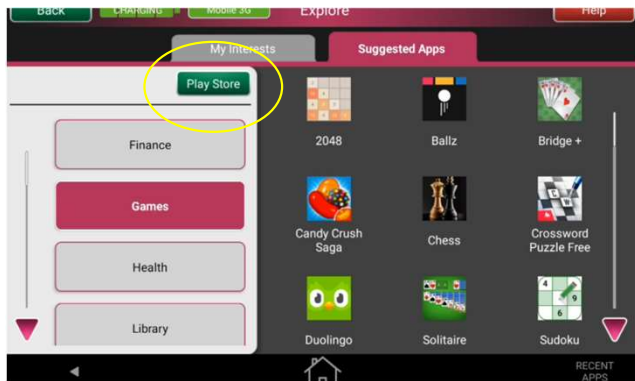 Back
CHARGING
Mobile 3G
Explore
Help
My Interests
Suggested Apps
Play Store
Finance
Games
Health
Library
2048
Ballz
Bridge +
Candy Crush
Saga
Chess
Crossword
Puzzle Free
Duolingo
Solitaire
Sudoku
RECENT
APPS